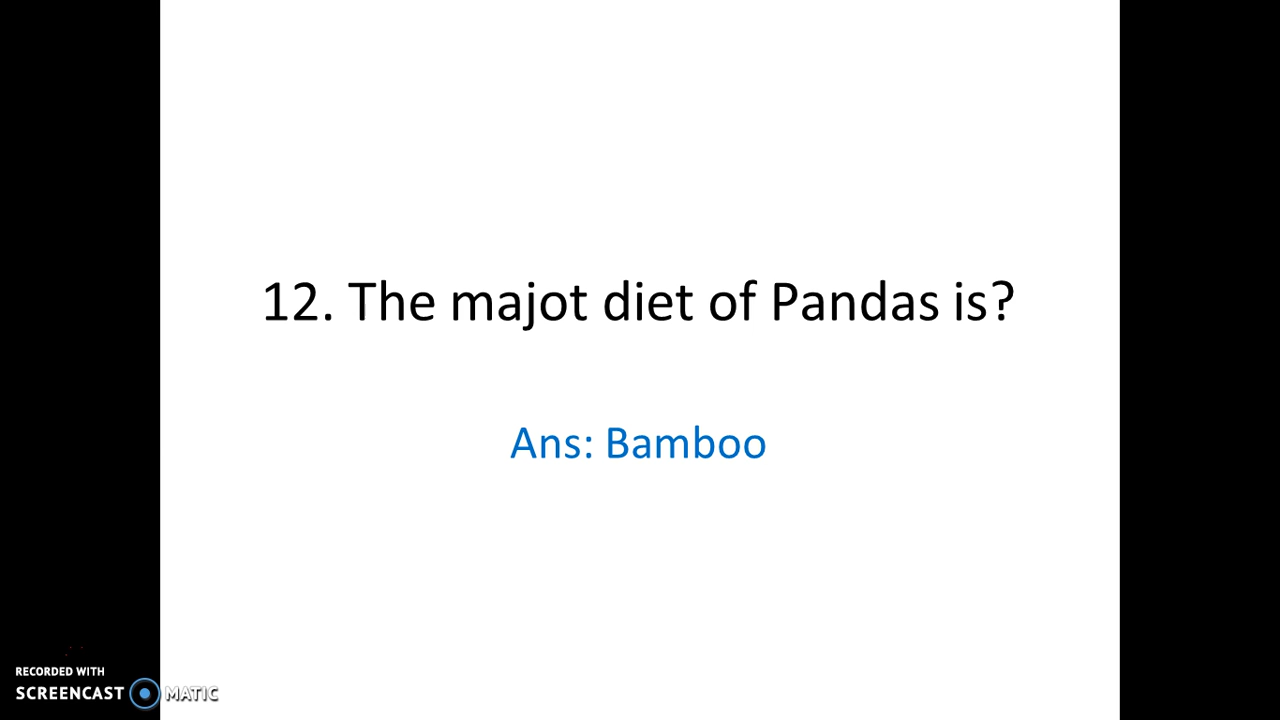 12. The majot diet of Pandas is?
Ans: Bamboo
RECORDED WITH
SCREENCAST MATIC